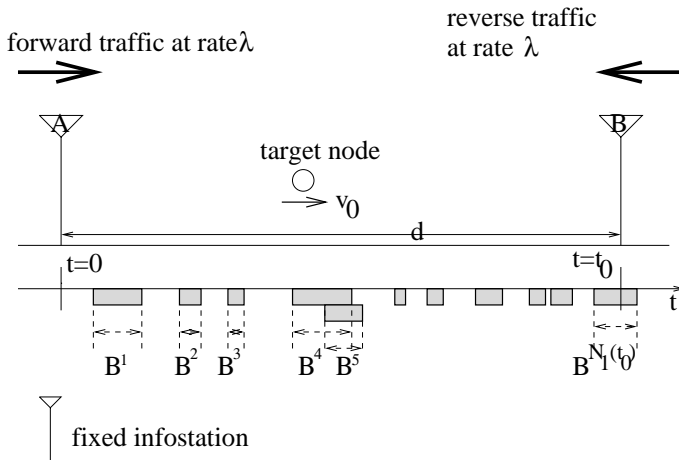 forward traffic at rate λ
reverse traffic
at rate λ
A
B
target node
v0
d
t=0
t=t0
t
B1 B2 B3 B4 B5 BN1(t0)
fixed infostation